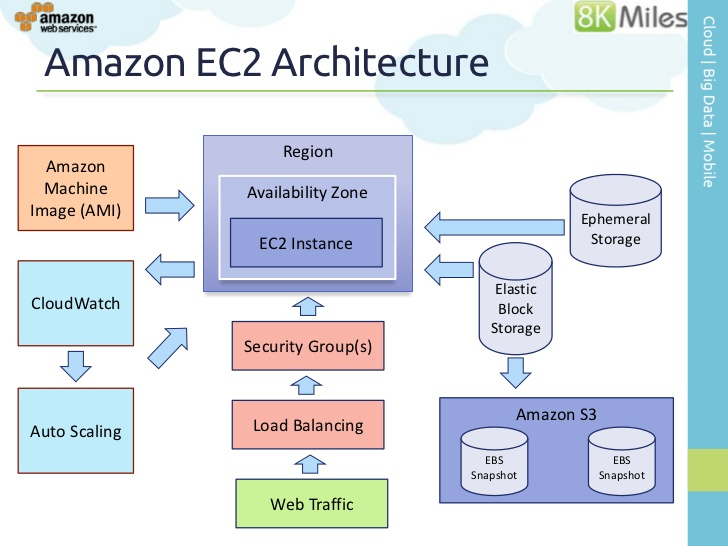 amazon
web services™
8K Miles
Cloud | Big Data | Mobile
Amazon EC2 Architecture
Amazon
Machine
Image (AMI)
Region
Availability Zone
EC2 Instance
Ephemeral
Storage
CloudWatch
Elastic
Block
Storage
Security Group(s)
Auto Scaling
Load Balancing
Amazon S3
EBS
Snapshot
EBS
Snapshot
Web Traffic